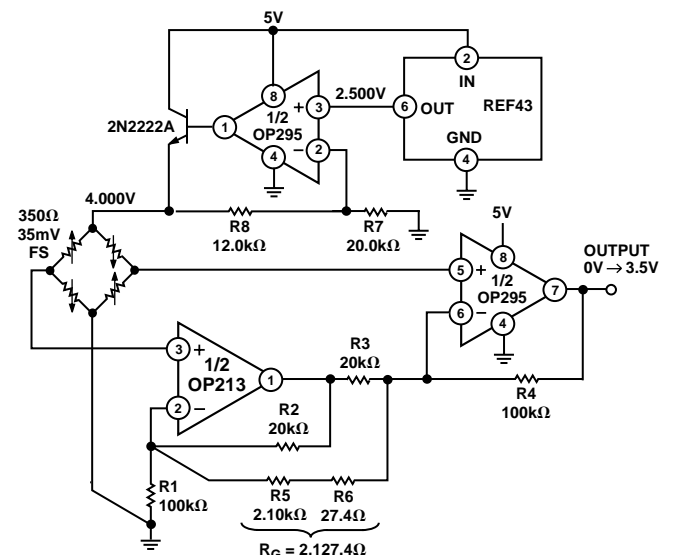 5V
2
IN
8
2.500V
2N2222A
1
+
3
6
OUT
REF43
1/2
OP295
GND
−
2
4
4
4.000V
350Ω
35mV
FS
R8
12.0kΩ
R7
20.0kΩ
5V
8
OUTPUT
0V → 3.5V
5
+
1/2
OP295
7
6
−
4
3
+
1/2
OP213
1
2
−
R3
20kΩ
R2
20kΩ
R4
100kΩ
R1
100kΩ
R5
2.10kΩ
R6
27.4Ω
RG = 2,127.4Ω